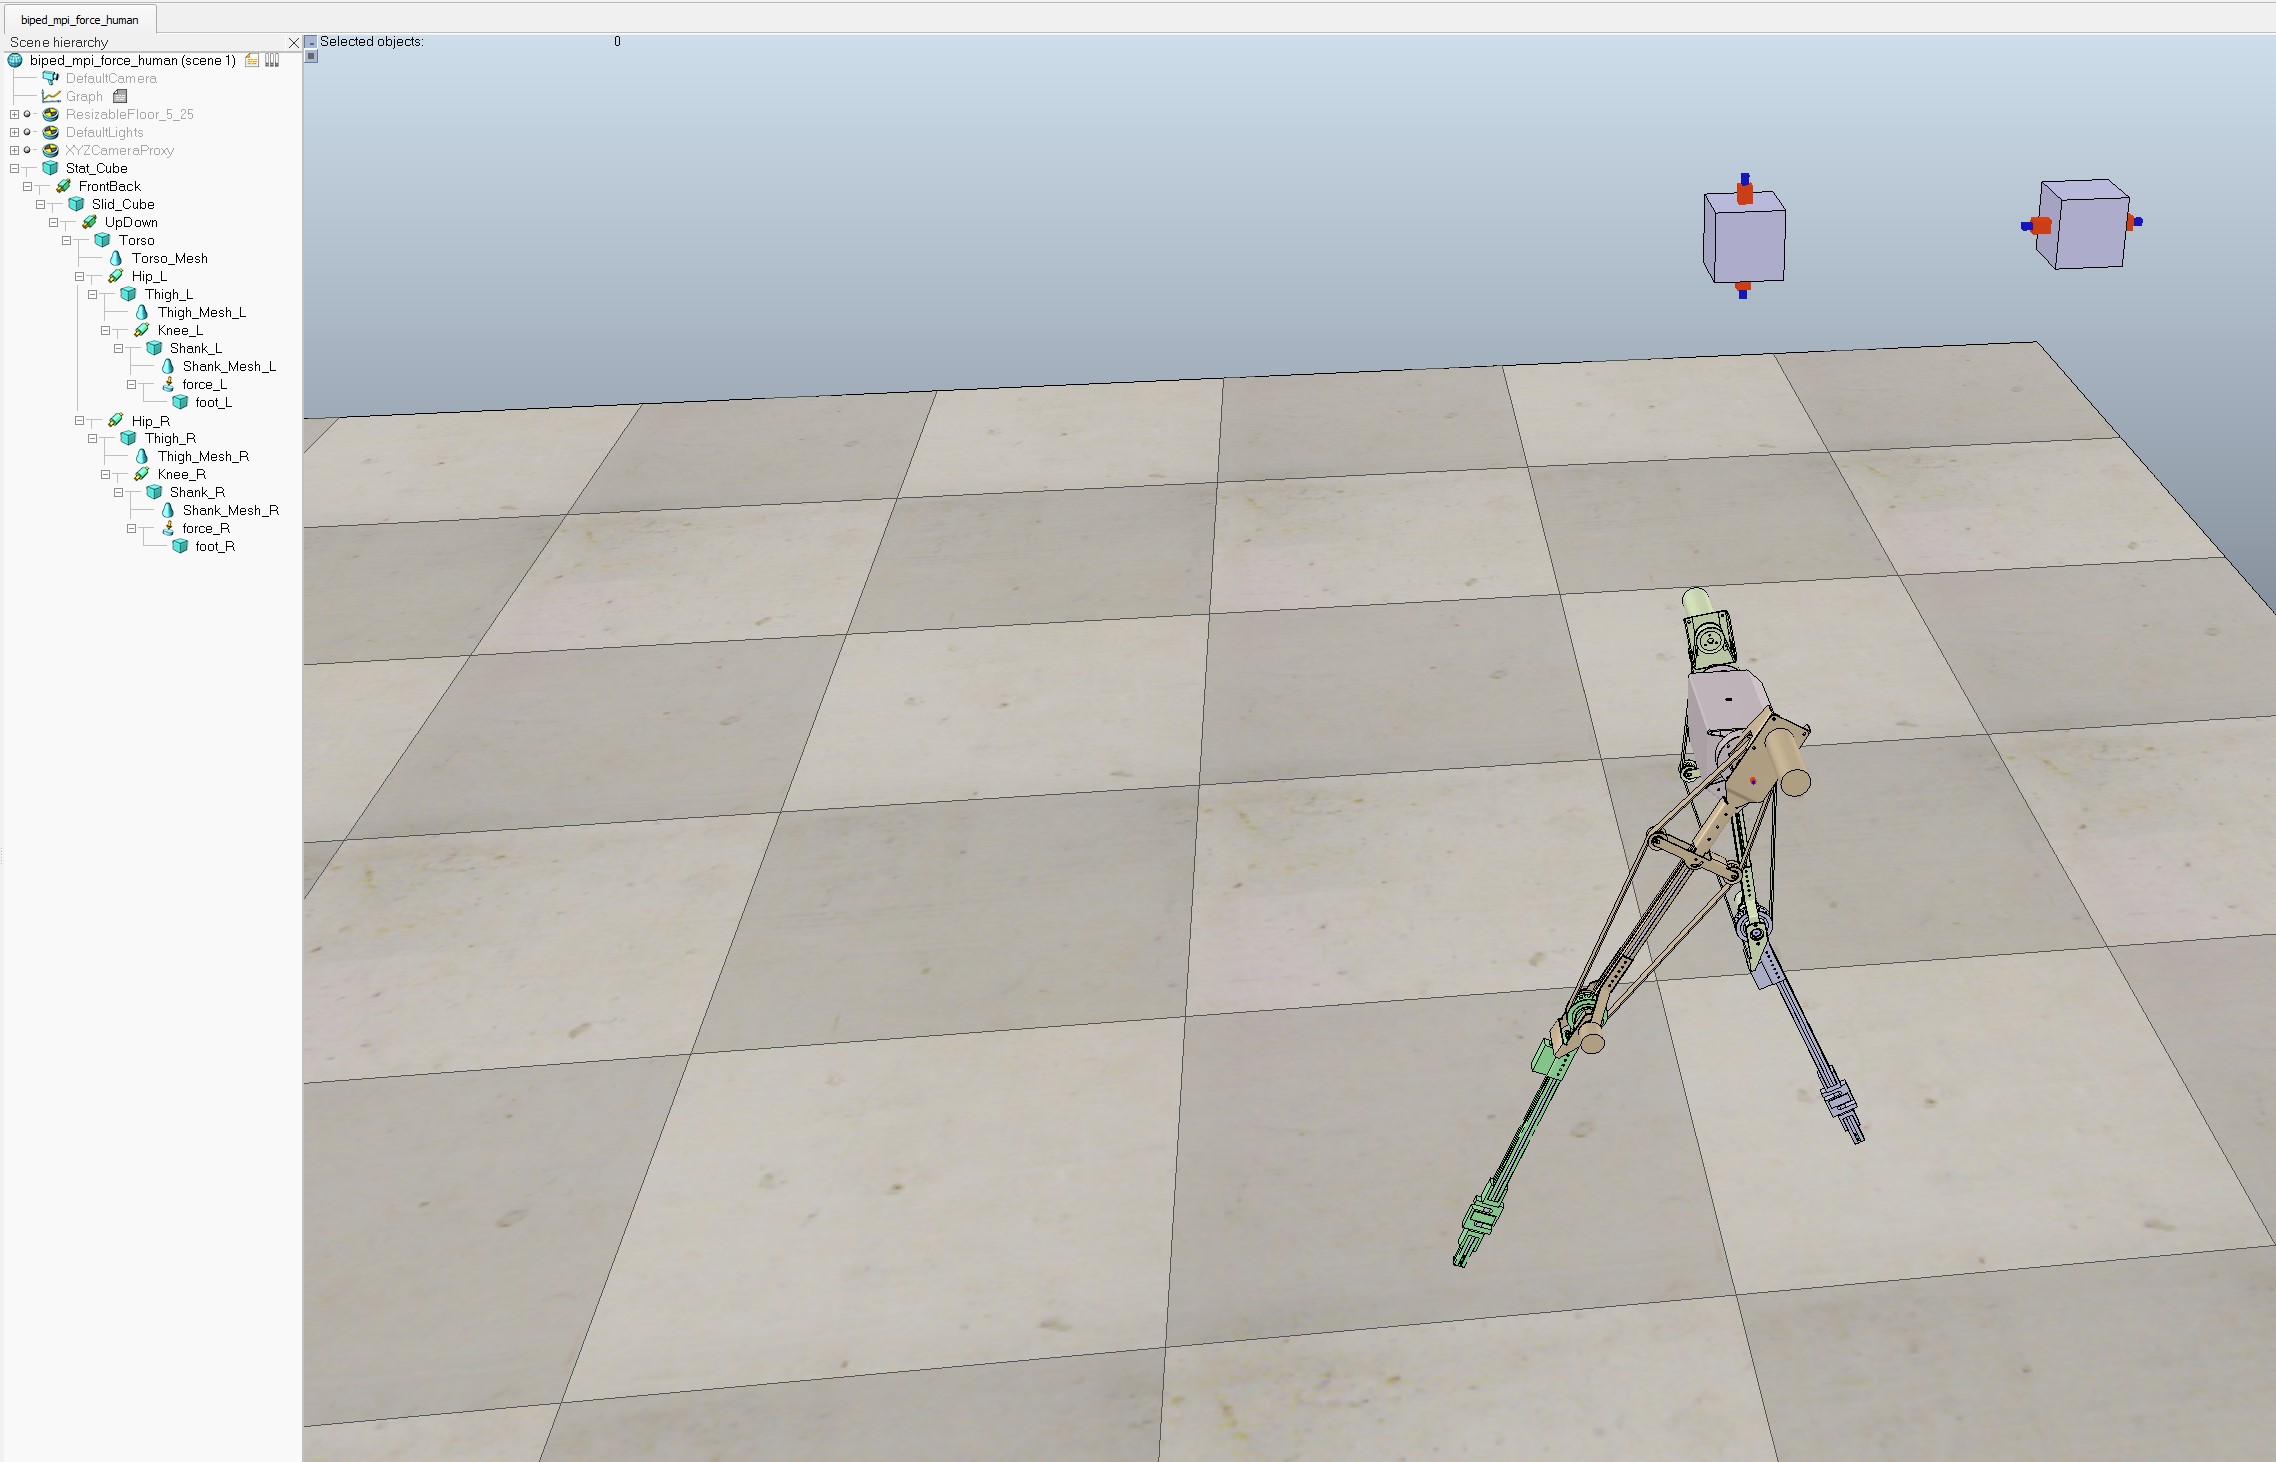 biped_mpi_force_human
Scene hierarchy
Selected objects: 0
biped_mpi_force_human (scene 1)
DefaultCamera
Graph
ResizableFloor_5_25
DefaultLights
XYZCameraProxy
Stat_Cube
FrontBack
Slid_Cube
UpDown
Torso
Torso_Mesh
Hip_L
Thigh_L
Thigh_Mesh_L
Knee_L
Shank_L
Shank_Mesh_L
force_L
foot_L
Hip_R
Thigh_R
Thigh_Mesh_R
Knee_R
Shank_R
Shank_Mesh_R
force_R
foot_R